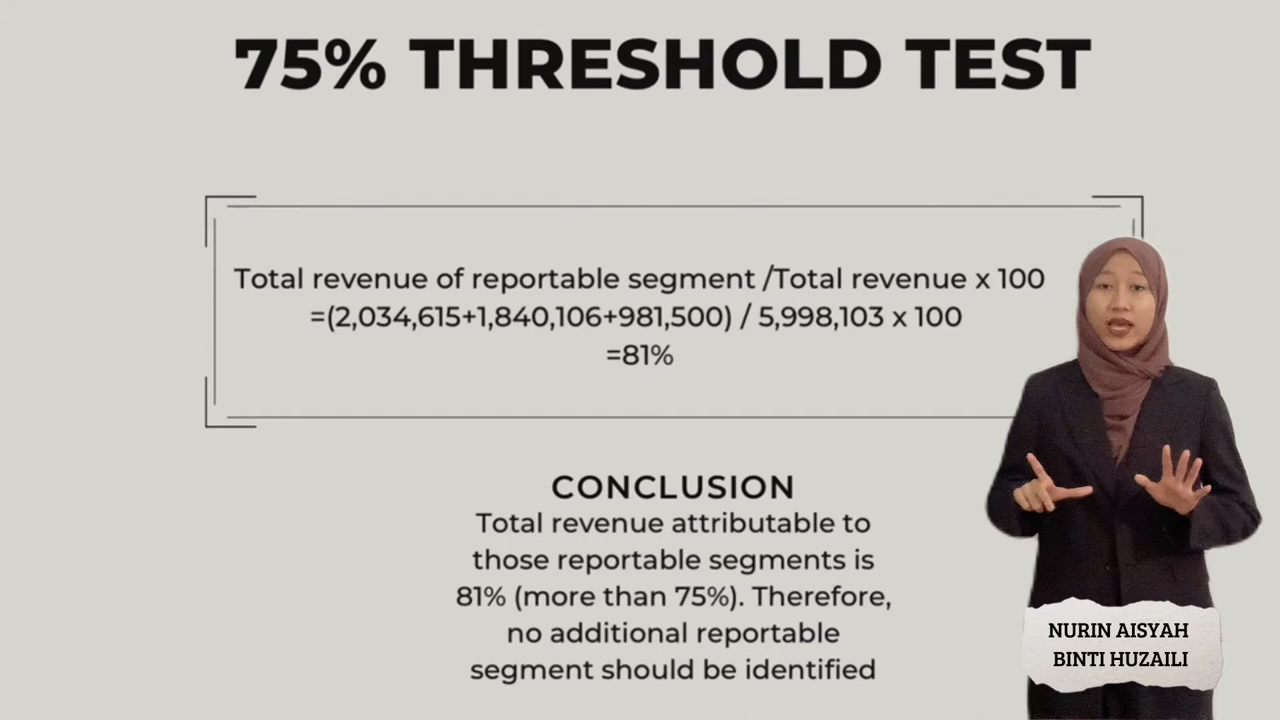 75% THRESHOLD TEST
Total revenue of reportable segment /Total revenue x 100
=(2,034,615+1,840,106+981,500) / 5,998,103 x 100
=81%
CONCLUSION
Total revenue attributable to
those reportable segments is
81% (more than 75%). Therefore,
no additional reportable
segment should be identified
NURIN AISYAH
BINTI HUZAILI